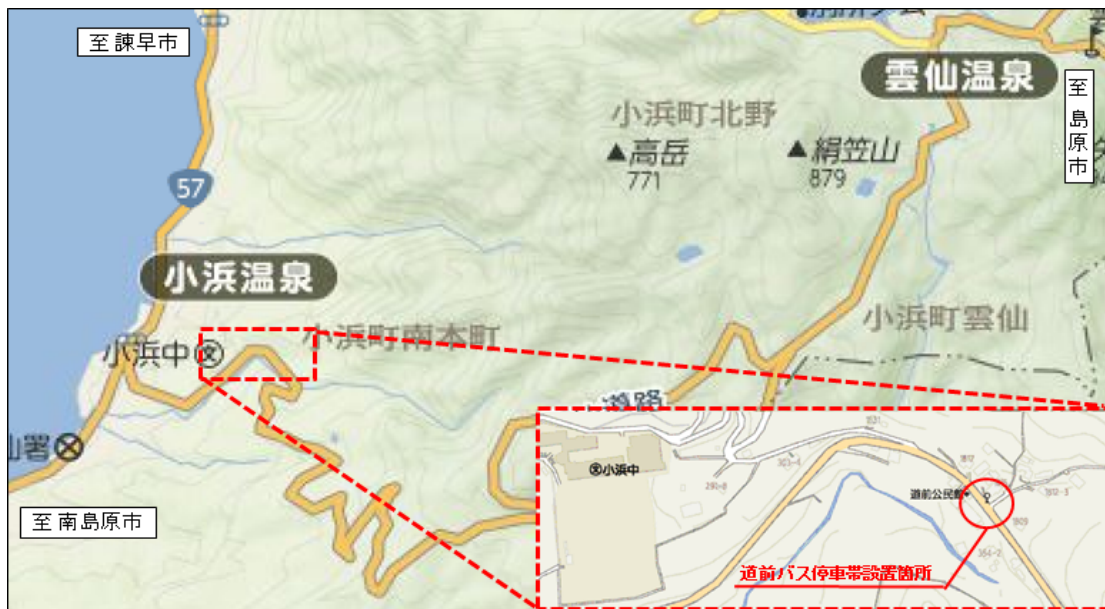 至 諫早市
雲仙温泉
至島原市
小浜町北野
▲高岳
771
▲絹笠山
879
57
小浜温泉
小浜町雲仙
小浜中
小浜町南本町
道路
署
至 南島原市
小浜中
道前公民館
道前バス停車帯設置箇所